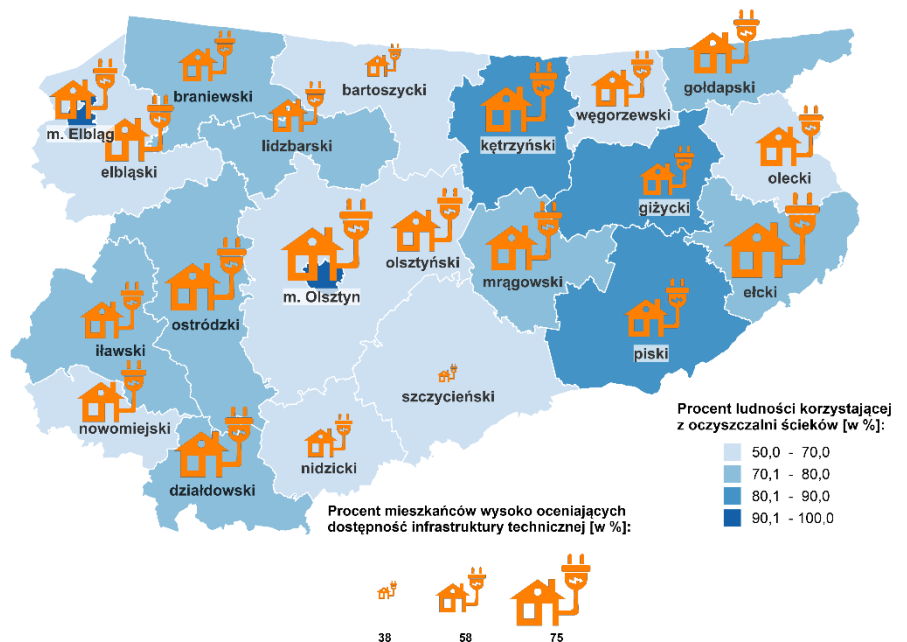 gołdapski
braniewski
bartoszycki
węgorzewski
m. Elbląg
lidzbarski
kętrzyński
elbląski
olecki
giżycki
olsztyński
mrągowski
m. Olsztyn
ełcki
ostródzki
iławski
piski
szczycieński
nowomiejski
nidzicki
działdowski
Procent ludności korzystającej
z oczyszczalni ścieków [w %]:
50,0 - 70,0
70,1 - 80,0
80,1 - 90,0
90,1 - 100,0
Procent mieszkańców wysoko oceniających
dostępność infrastruktury technicznej [w %]:
38 58 75